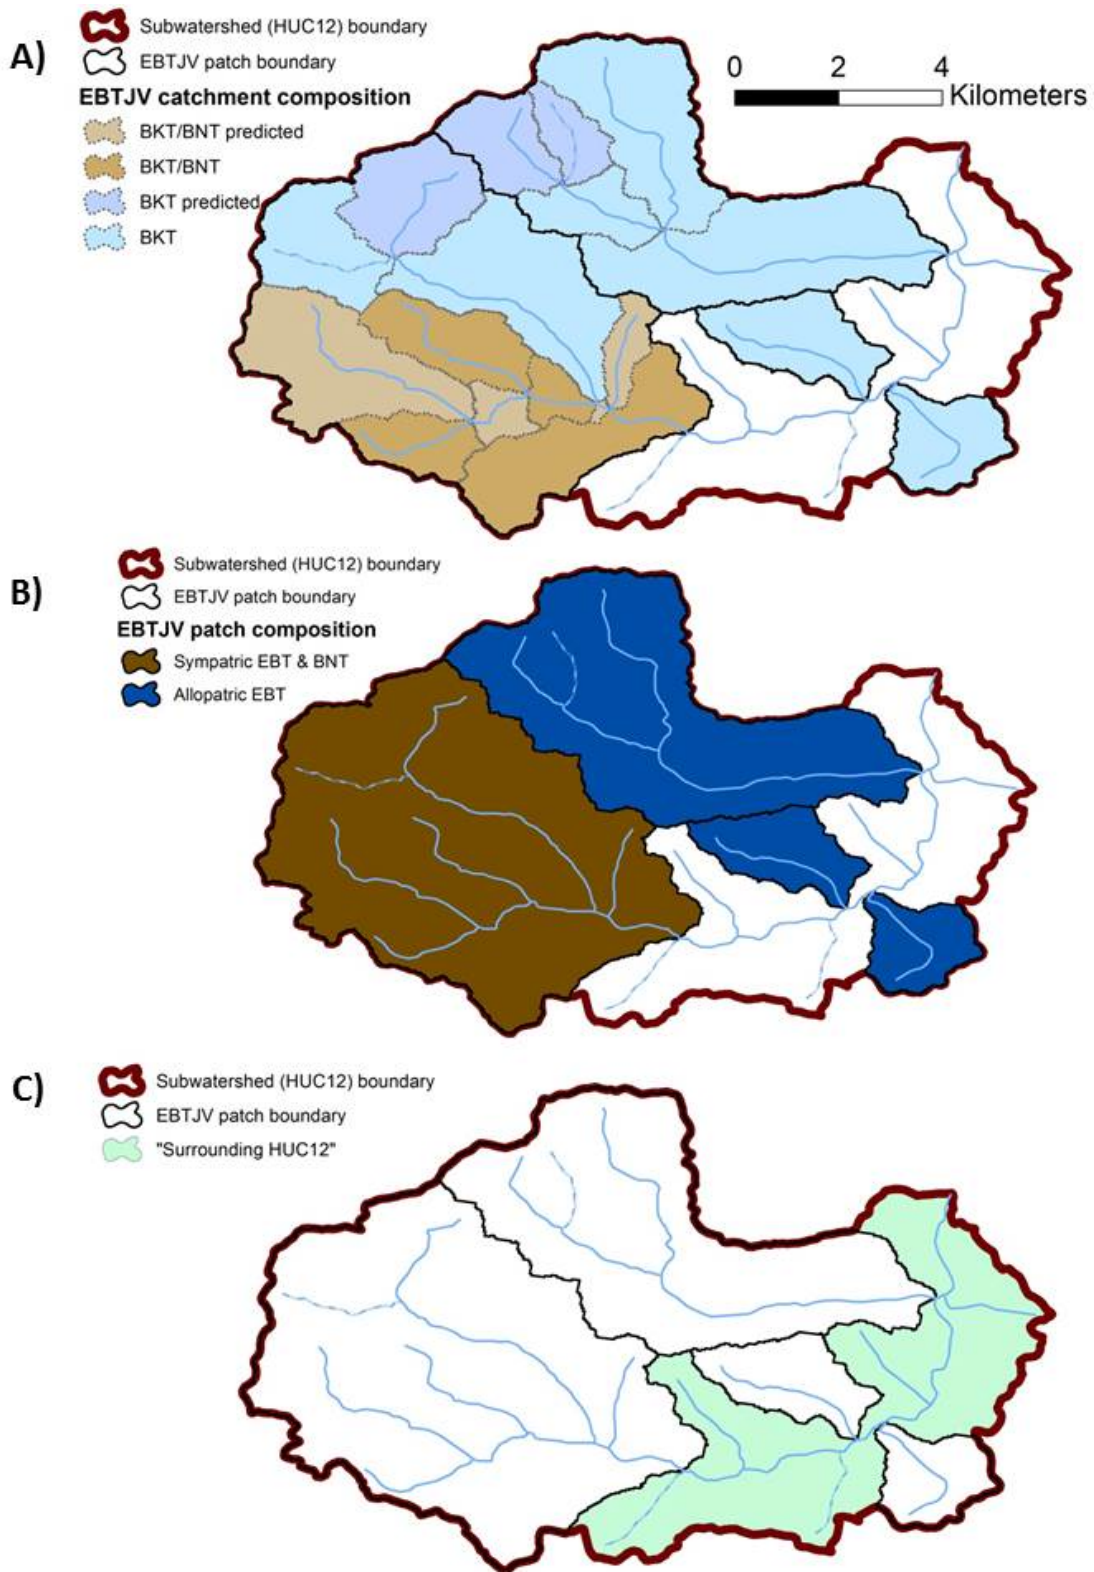 A)
Subwatershed (HUC12) boundary
EBTJV patch boundary
EBTJV catchment composition
BKT/BNT predicted
BKT/BNT
BKT predicted
BKT
0 2 4
Kilometers
B)
Subwatershed (HUC12) boundary
EBTJV patch boundary
EBTJV patch composition
Sympatric EBT & BNT
Allopatric EBT
C)
Subwatershed (HUC12) boundary
EBTJV patch boundary
"Surrounding HUC12"